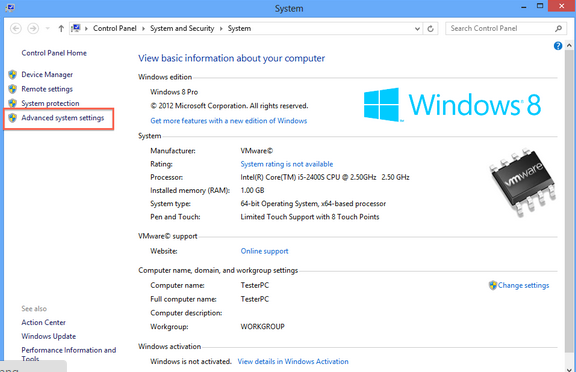 System
Control Panel System and Security System
Search Control Panel
Control Panel Home
Device Manager
Remote settings
System protection
Advanced system settings
See also
Action Center
Windows Update
Performance Information and
Tools
View basic information about your computer
Windows edition
Windows 8 Pro
© 2012 Microsoft Corporation. All rights reserved.
Get more features with a new edition of Windows
Windows 8
System
Manufacturer: VMware©
Rating: System rating is not available
Processor: Intel(R) Core(TM) i5-2400S CPU @ 2.50GHz 2.50 GHz
Installed memory (RAM): 1.00 GB
System type: 64-bit Operating System, x64-based processor
Pen and Touch: Limited Touch Support with 8 Touch Points
vmware
VMware© support
Website: Online support
Computer name, domain, and workgroup settings
Computer name: TesterPC
Change settings
Full computer name: TesterPC
Computer description:
Workgroup: WORKGROUP
Windows activation
Windows is not activated. View details in Windows Activation